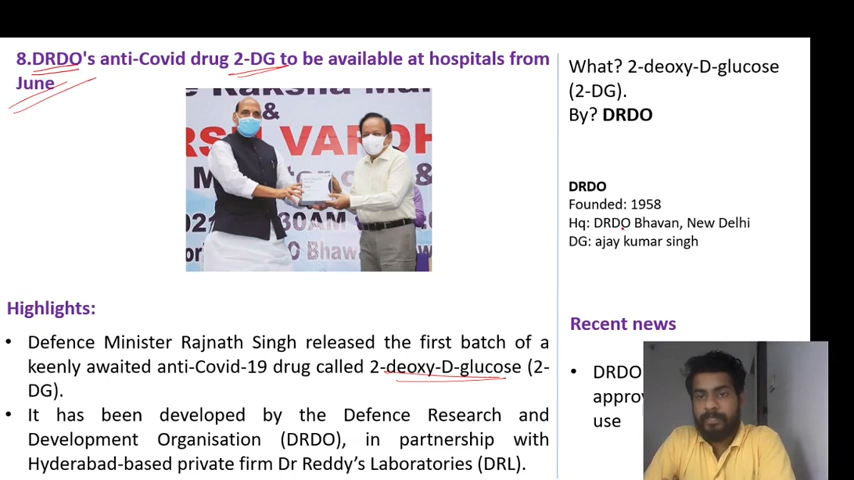 8.DRDO's anti-Covid drug 2-DG to be available at hospitals from
June
& 
RSH VARDH
Highlights:
• Defence Minister Rajnath Singh released the first batch of a
keenly awaited anti-Covid-19 drug called 2-deoxy-D-glucose (2-
DG).
• It has been developed by the Defence Research and
Development Organisation (DRDO), in partnership with
Hyderabad-based private firm Dr Reddy’s Laboratories (DRL).
What? 2-deoxy-D-glucose
(2-DG).
By? DRDO
DRDO
Founded: 1958
Hq: DRDO Bhavan, New Delhi
DG: ajay kumar singh
Recent news
• DRDO
approv
use